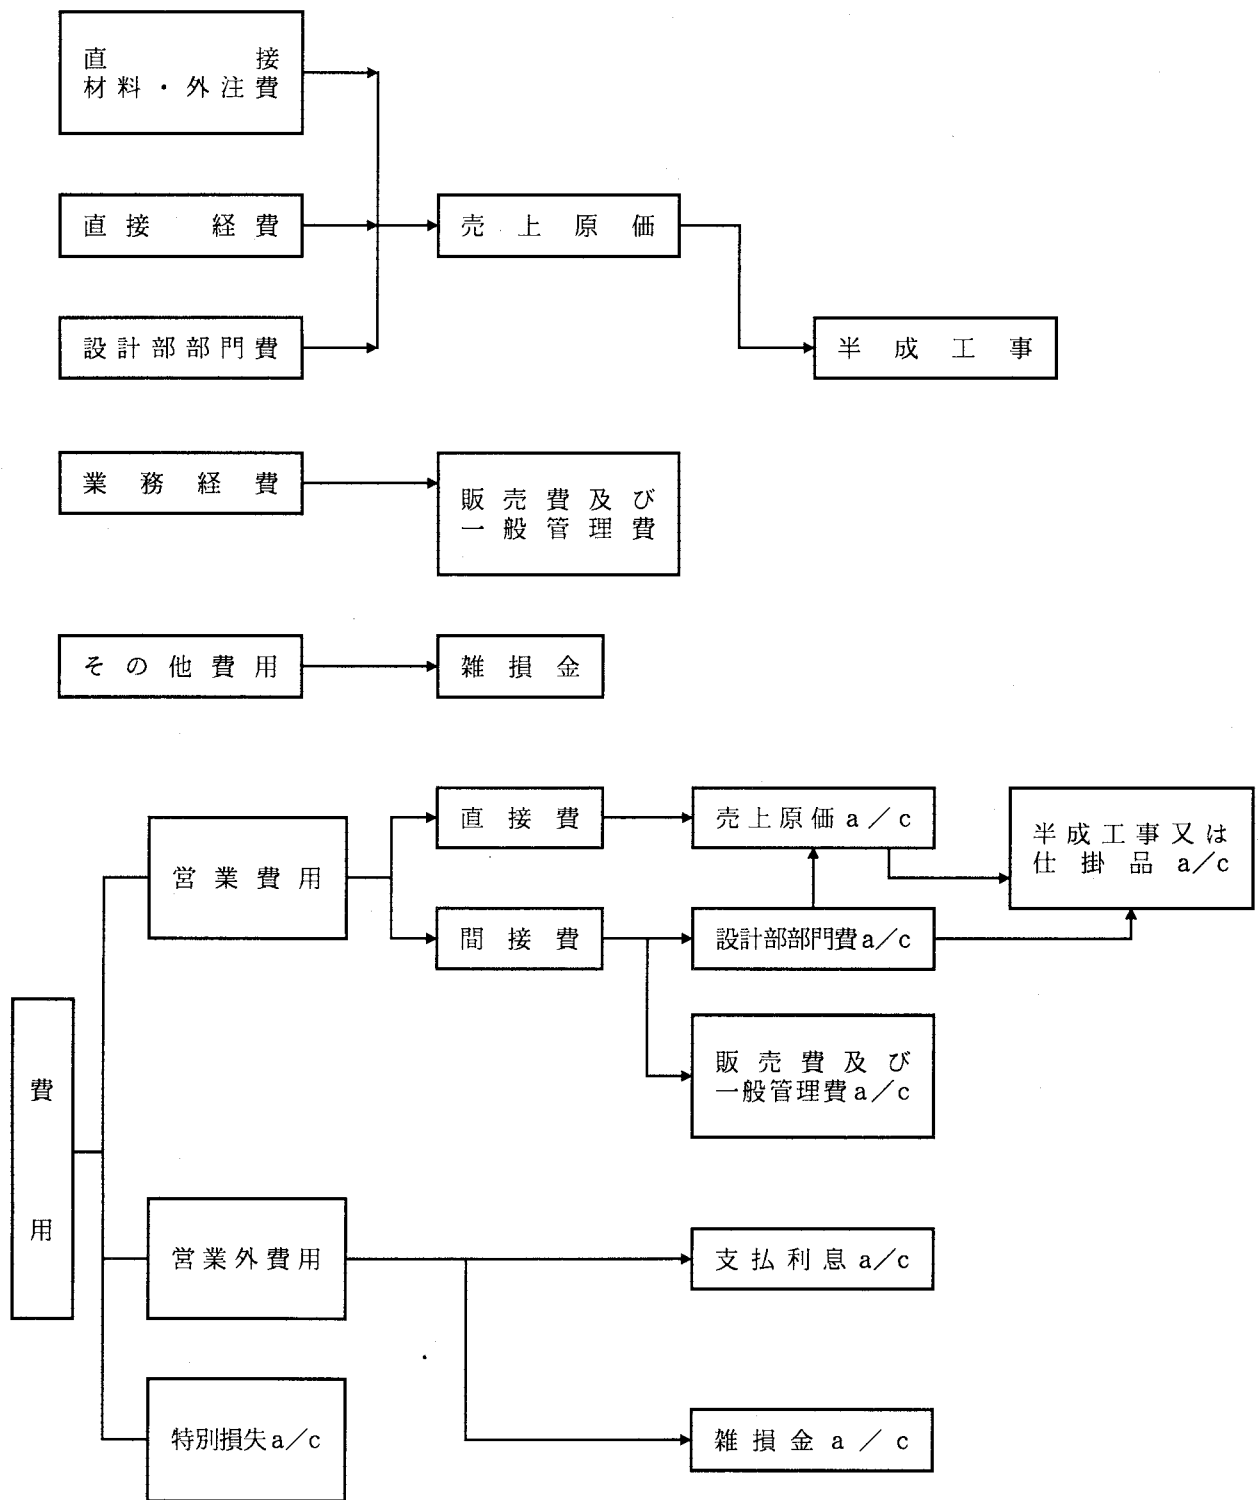 直接
材料・外注費
直接経費
売上原価
設計部部門費
半成工事
業務経費
販売費及び
一般管理費
その他費用
雑損金
費用
営業費用
直接費
売上原価a/c
半成工事又は
仕掛品a/c
間接費
設計部部門費a/c
販売費及び
一般管理費a/c
営業外費用
支払利息a/c
特別損失a/c
雑損金a/c